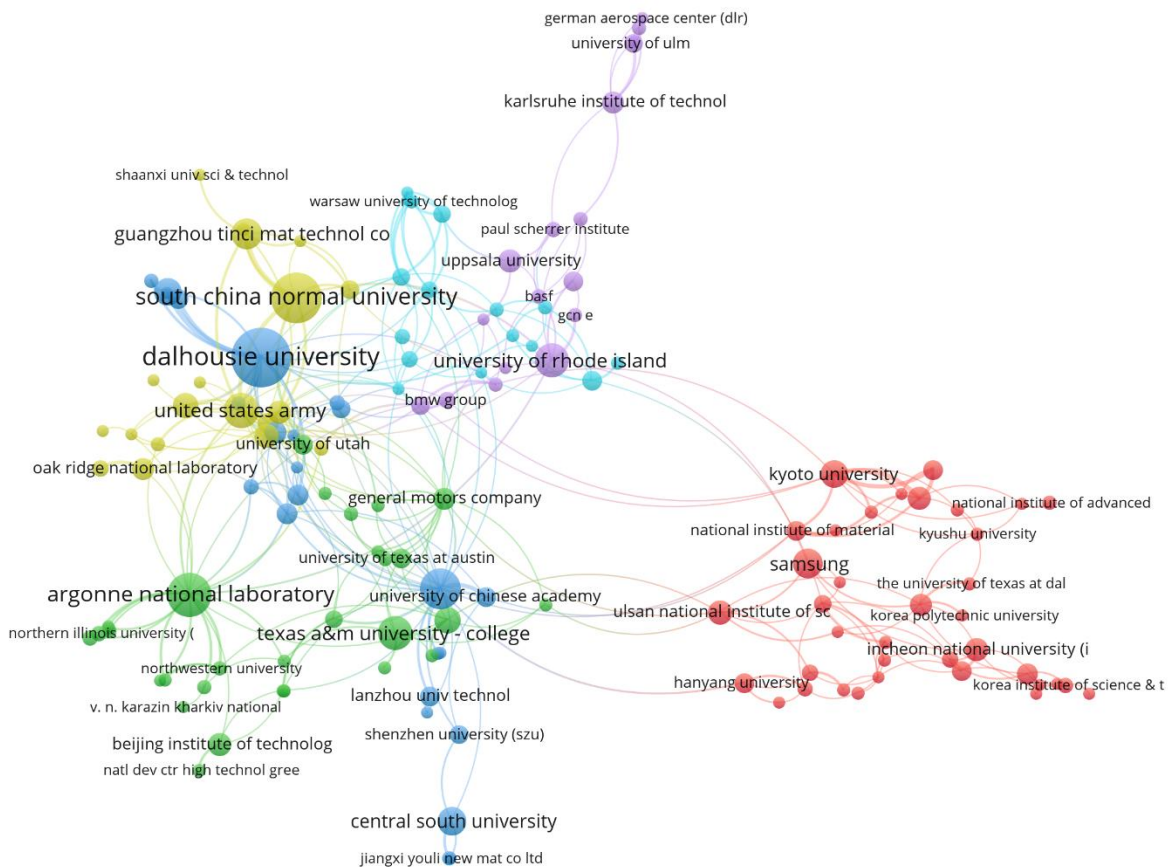 german aerospace center (dlr)
university of ulm
karlsruhe institute of technol
shaanxi univ sci & technol
warsaw university of technolog
guangzhou tinci mat technol co
paul scherrer institute
uppsala university
south china normal university
basf
gcn e
dalhousie university
university of rhode island
bmw group
united states army
university of utah
oak ridge national laboratory
kyoto university
general motors company
national institute of advanced
national institute of material
kyushu university
university of texas at austin
samsung
the university of texas at dal
argonne national laboratory
university of chinese academy
ulsan national institute of sc
korea polytechnic university
northern illinois university (
texas a&m university - college
incheon national university (i
northwestern university
hanyang university
korea institute of science & t
lanzhou univ technol
v. n. karazin kharkiv national
shenzhen university (szu)
beijing institute of technolog
natl dev ctr high technol gree
central south university
jiangxi youli new mat co ltd